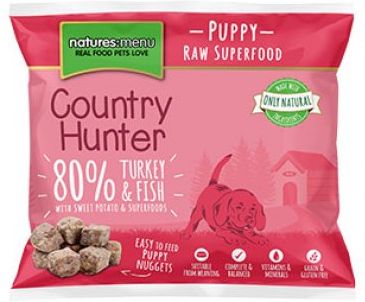 natures:menu
REAL FOOD PETS LOVE
PUPPY
RAW SUPERFOOD
MADE WITH
ONLY NATURAL
INGREDIENTS
Country
Hunter
80% TURKEY
& FISH
WITH SWEET POTATO & SUPERFOODS
EASY TO FEED
PUPPY
NUGGETS
SUITABLE
FROM WEANING
COMPLETE &
BALANCED
VITAMINS &
MINERALS
GRAIN &
GLUTEN FREE